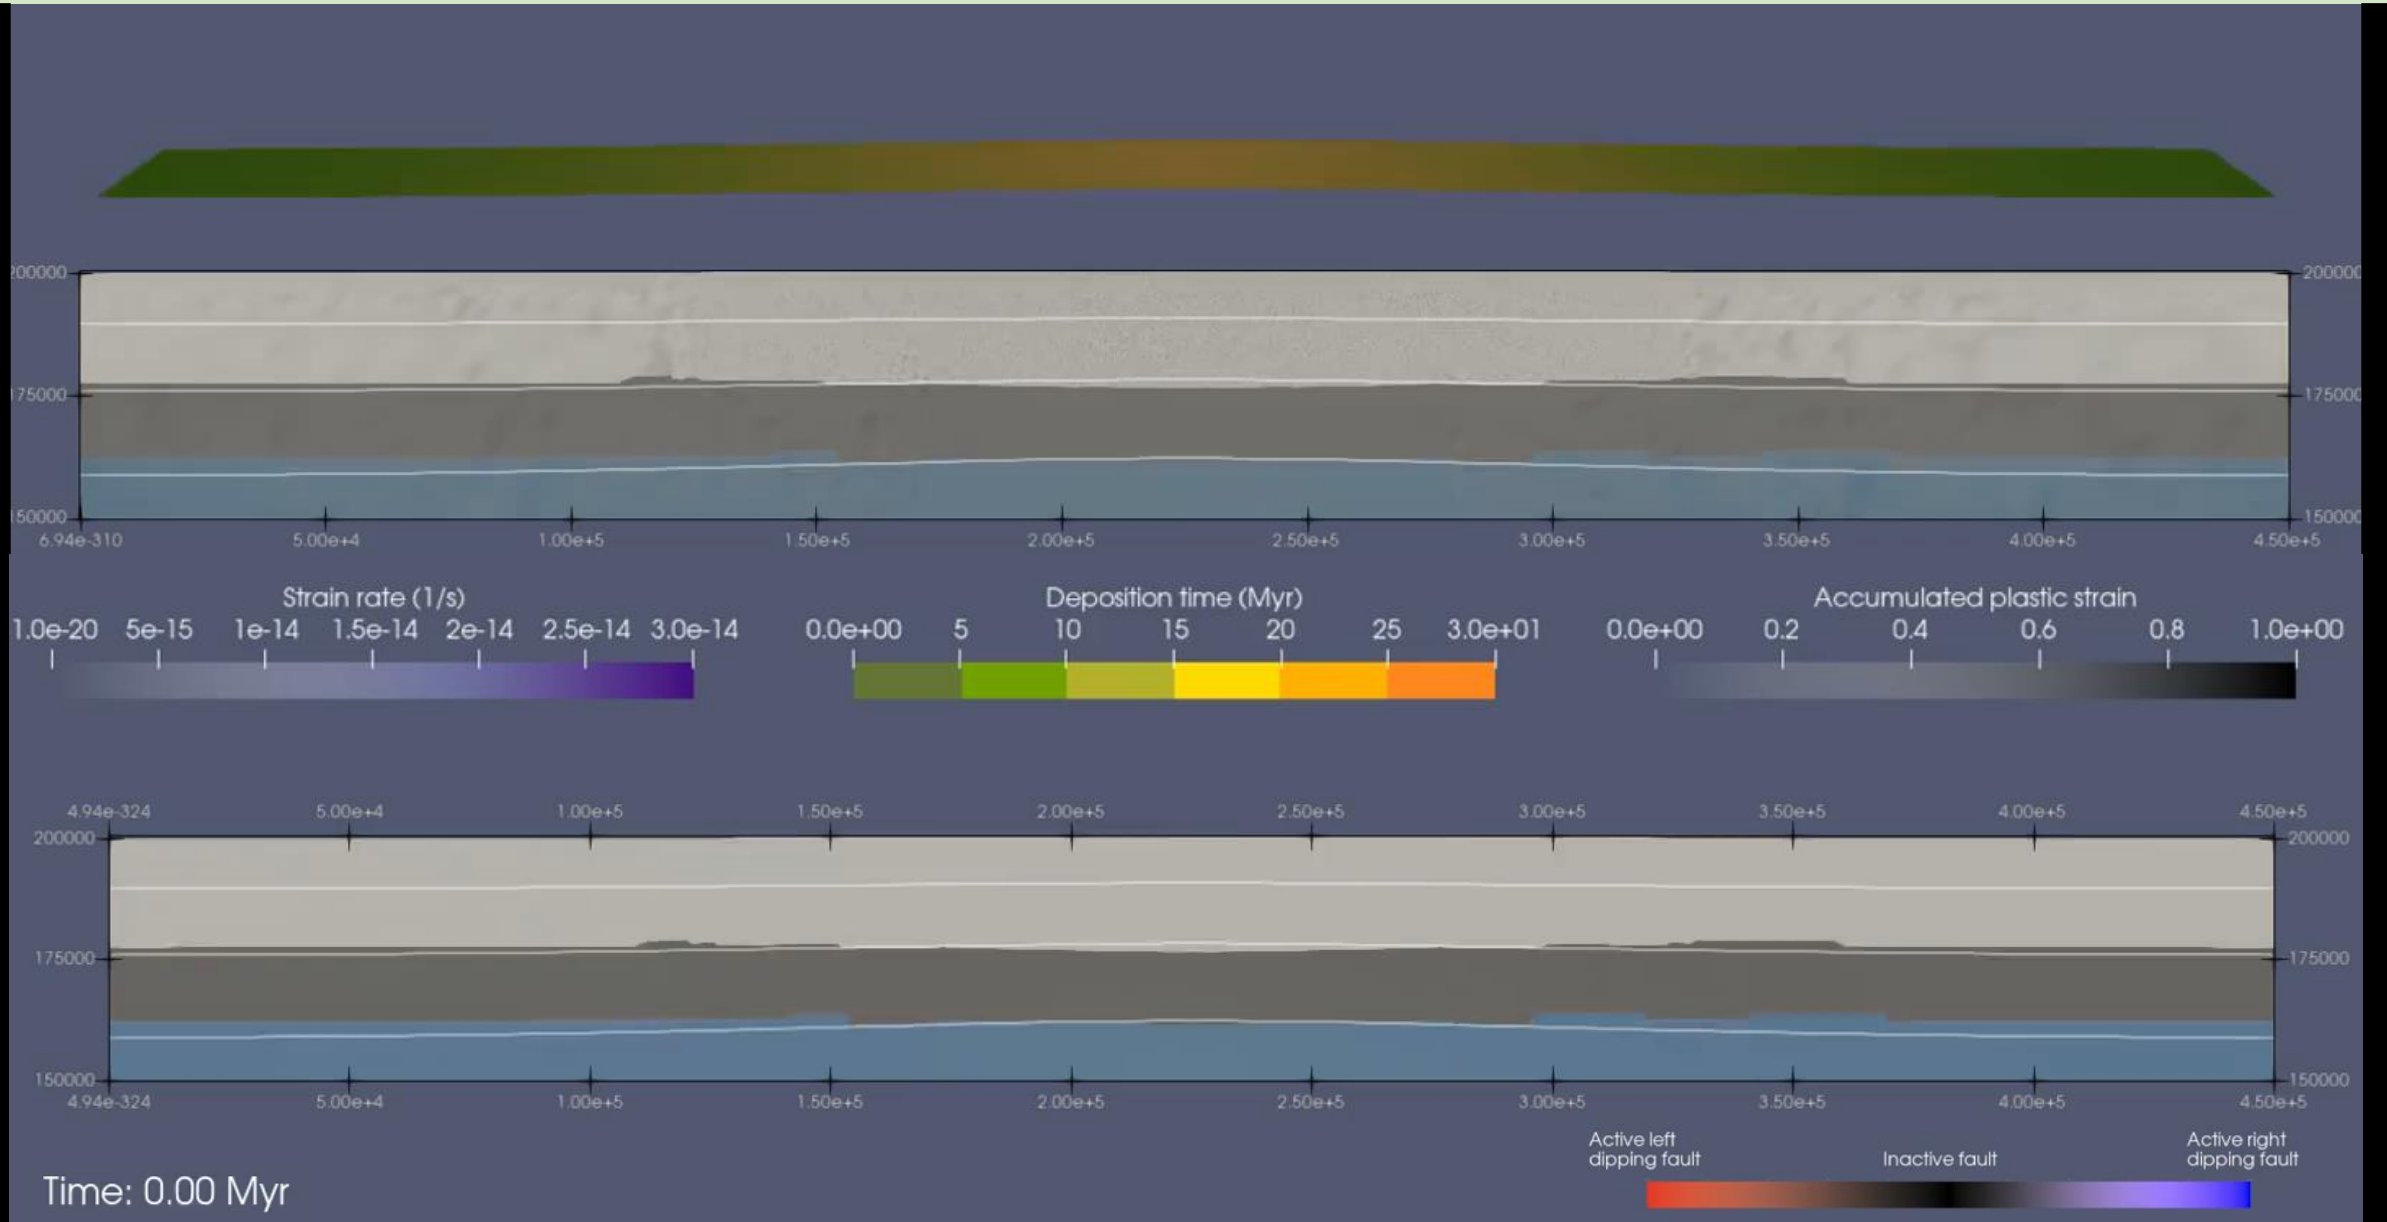 200000 200000
175000 175000
150000 150000
6.94e-310 5.00e+4 1.00e+5 1.50e+5 2.00e+5 2.50e+5 3.00e+5 3.50e+5 4.00e+5 4.50e+5
Strain rate (1/s) Deposition time (Myr) Accumulated plastic strain
1.0e-20 5e-15 1e-14 1.5e-14 2e-14 2.5e-14 3.0e-14 0.0e+00 5 10 15 20 25 3.0e+01 0.0e+00 0.2 0.4 0.6 0.8 1.0e+00
4.94e-324 5.00e+4 1.00e+5 1.50e+5 2.00e+5 2.50e+5 3.00e+5 3.50e+5 4.00e+5 4.50e+5
200000 200000
175000 175000
150000 150000
4.94e-324 5.00e+4 1.00e+5 1.50e+5 2.00e+5 2.50e+5 3.00e+5 3.50e+5 4.00e+5 4.50e+5
Active left
dipping fault
Inactive fault
Active right
dipping fault
Time: 0.00 Myr